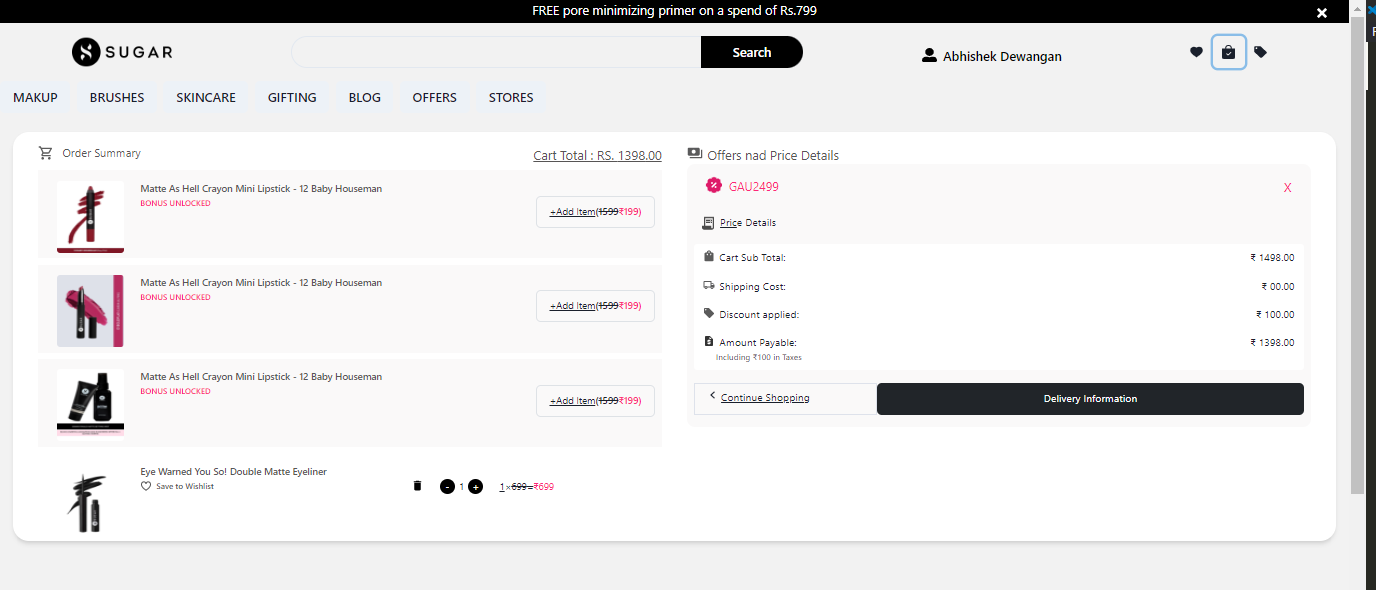 FREE pore minimizing primer on a spend of Rs.799
SUGAR
Search
Abhishek Dewangan
MAKUP BRUSHES SKINCARE GIFTING BLOG OFFERS STORES
Order Summary
Cart Total : RS. 1398.00
Matte As Hell Crayon Mini Lipstick - 12 Baby Houseman
BONUS UNLOCKED
+Add Item(1599₹199)
Matte As Hell Crayon Mini Lipstick - 12 Baby Houseman
BONUS UNLOCKED
+Add Item(1599₹199)
Matte As Hell Crayon Mini Lipstick - 12 Baby Houseman
BONUS UNLOCKED
+Add Item(1599₹199)
Eye Warned You So! Double Matte Eyeliner
Save to Wishlist
- 1 +
1×699=₹699
Offers nad Price Details
GAU2499 X
Price Details
Cart Sub Total: ₹ 1498.00
Shipping Cost: ₹ 00.00
Discount applied: ₹ 100.00
Amount Payable: ₹ 1398.00
Including ₹100 in Taxes
Continue Shopping
Delivery Information